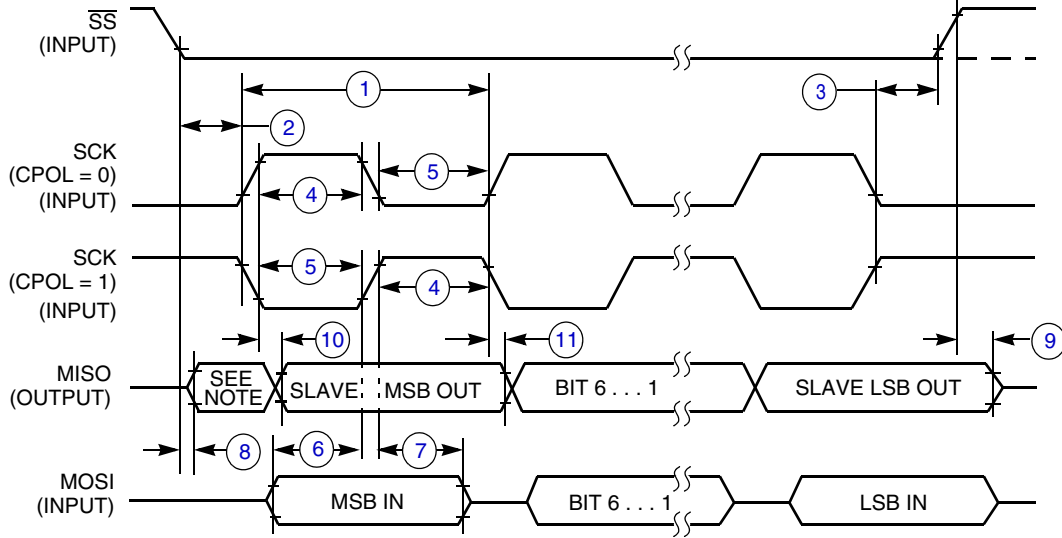 SS
(INPUT)
1
3
2
SCK
(CPOL = 0)
(INPUT)
5
4
SCK
(CPOL = 1)
(INPUT)
5
4
10
11
9
MISO
(OUTPUT)
SEE
NOTE
SLAVE
MSB OUT
BIT 6 . . . 1
SLAVE LSB OUT
8
6
7
MOSI
(INPUT)
MSB IN
BIT 6 . . . 1
LSB IN